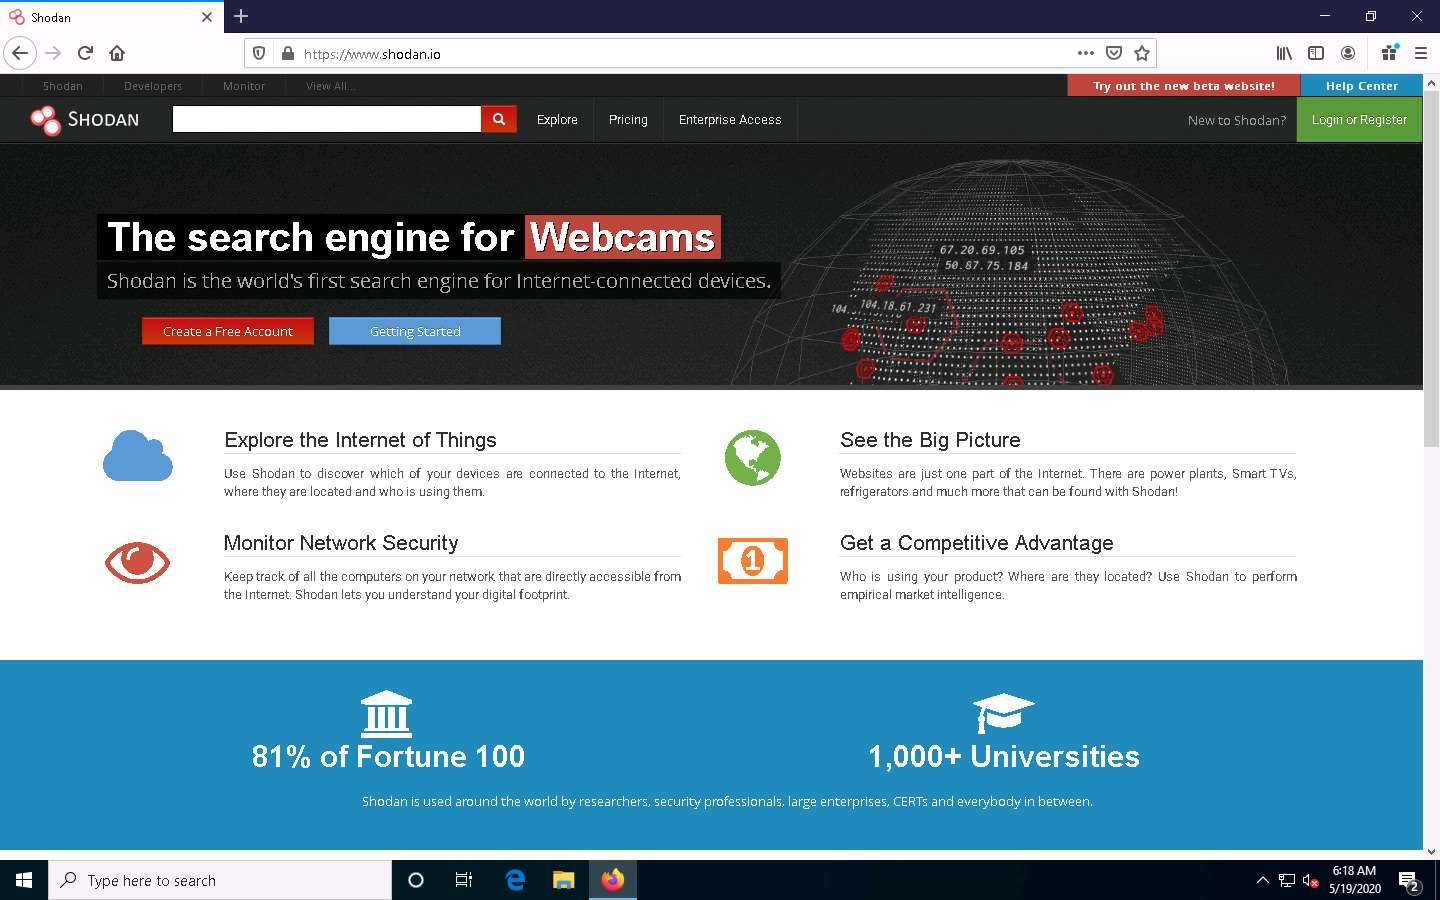 Shodan
https://www.shodan.io
Shodan
Developers
Monitor
View All...
Try out the new beta website!
Help Center
SHODAN
Explore
Pricing
Enterprise Access
New to Shodan?
Login or Register
The search engine for Webcams
Shodan is the world's first search engine for Internet-connected devices.
Create a Free Account
Getting Started
67.20.69.105
50.87.75.184
104.
104.18.61.231
Explore the Internet of Things
Use Shodan to discover which of your devices are connected to the Internet,
where they are located and who is using them.
See the Big Picture
Websites are just one part of the Internet. There are power plants, Smart TVs,
refrigerators and much more that can be found with Shodan!
Monitor Network Security
Keep track of all the computers on your network that are directly accessible from
the Internet. Shodan lets you understand your digital footprint.
1
Get a Competitive Advantage
Who is using your product? Where are they located? Use Shodan to perform
empirical market intelligence.
81% of Fortune 100
1,000+ Universities
Shodan is used around the world by researchers, security professionals, large enterprises, CERTs and everybody in between.
Type here to search
6:18 AM
5/19/2020
2